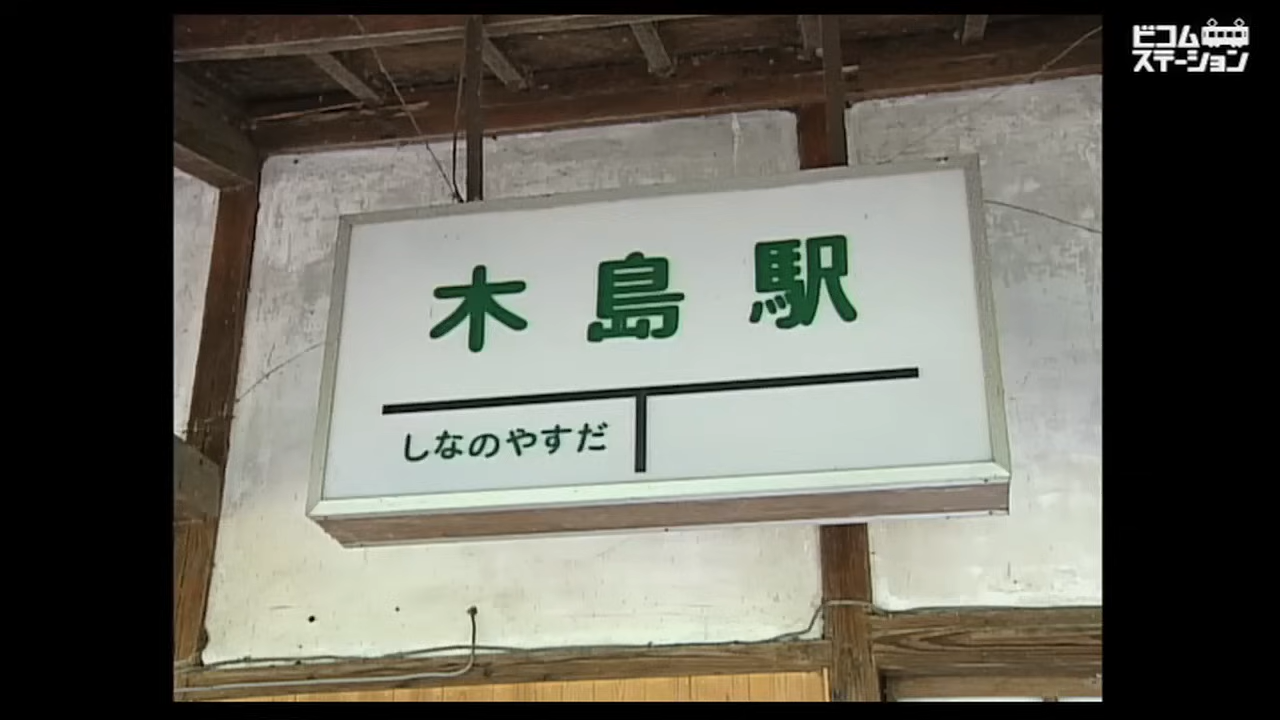 ビコム
ステーション
木島駅
しなのやすだ